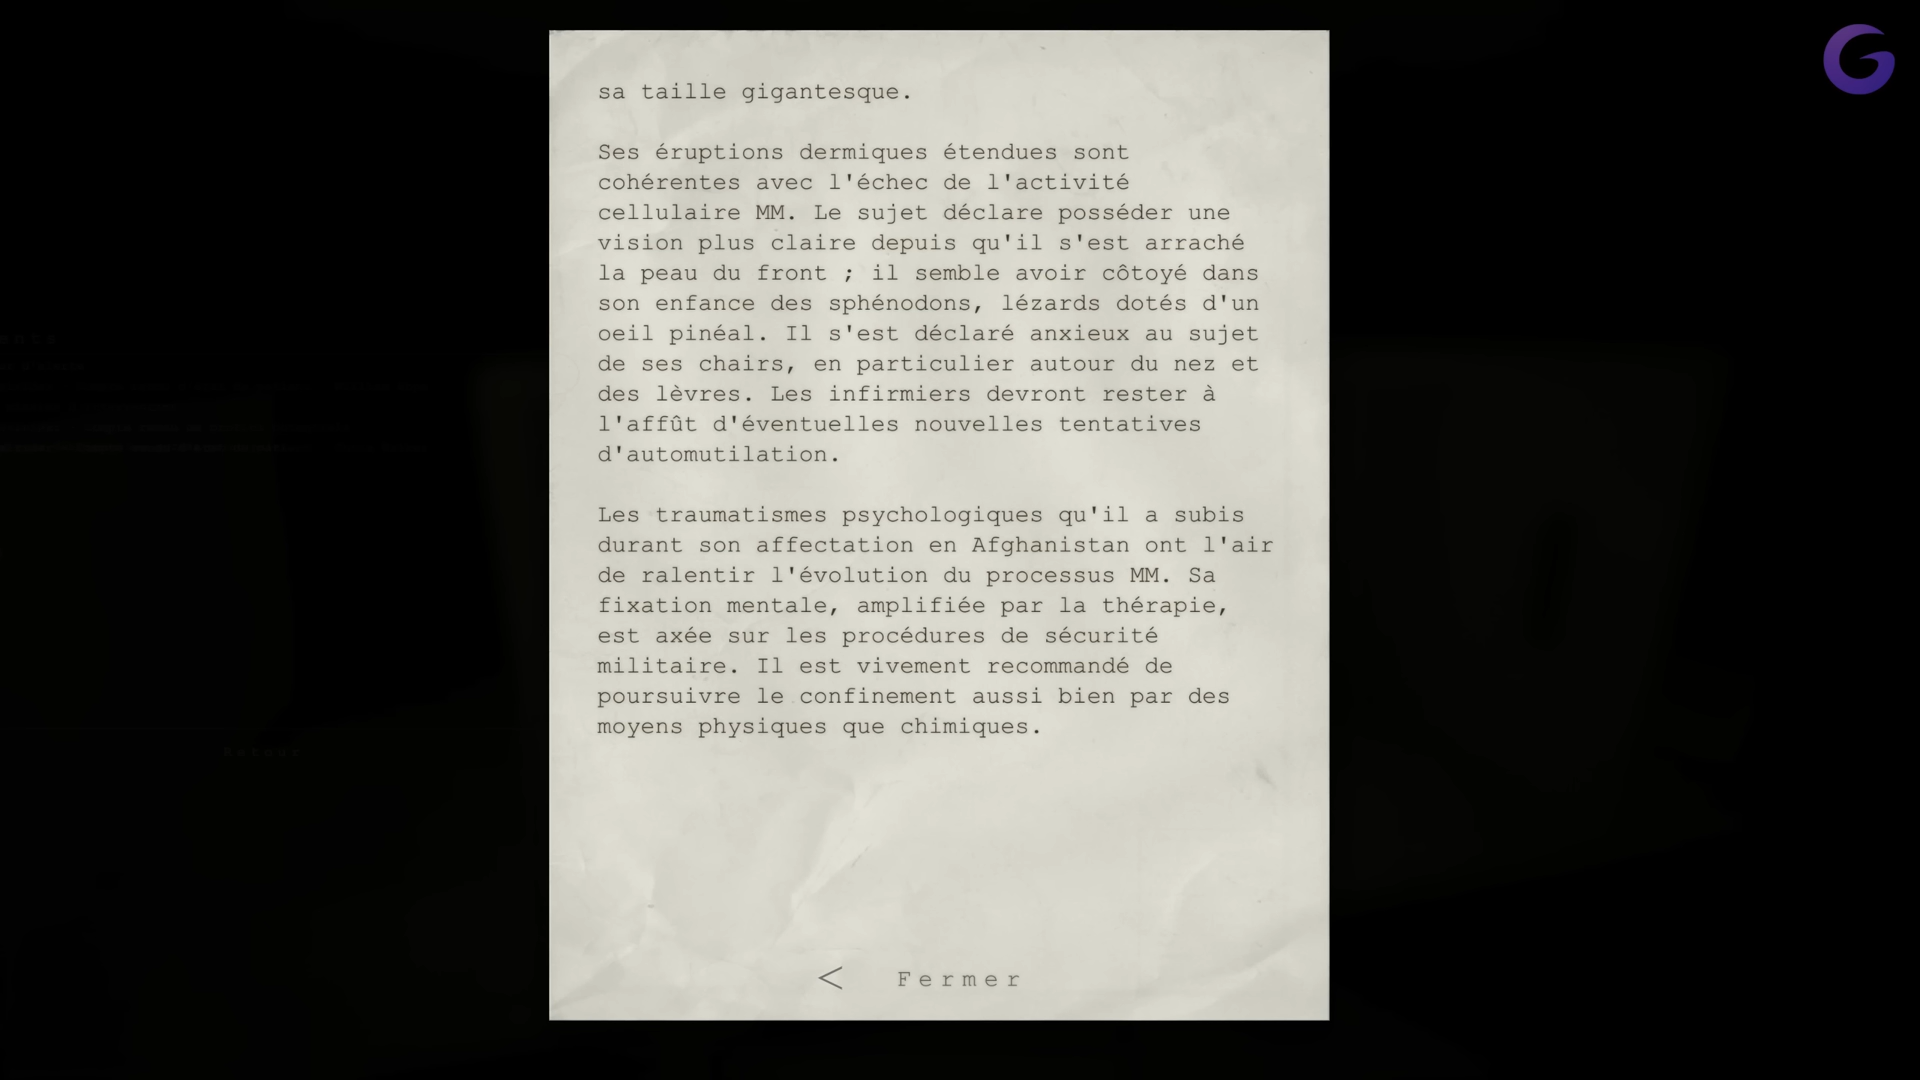 sa taille gigantesque.
Ses éruptions dermiques étendues sont
cohérentes avec l'échec de l'activité
cellulaire MM. Le sujet déclare posséder une
vision plus claire depuis qu'il s'est arraché
la peau du front ; il semble avoir côtoyé dans
son enfance des sphénodons, lézards dotés d'un
oeil pinéal. Il s'est déclaré anxieux au sujet
de ses chairs, en particulier autour du nez et
des lèvres. Les infirmiers devront rester à
l'affût d'éventuelles nouvelles tentatives
d'automutilation.
Les traumatismes psychologiques qu'il a subis
durant son affectation en Afghanistan ont l'air
de ralentir l'évolution du processus MM. Sa
fixation mentale, amplifiée par la thérapie,
est axée sur les procédures de sécurité
militaire. Il est vivement recommandé de
poursuivre le confinement aussi bien par des
moyens physiques que chimiques.
Retour
< Fermer